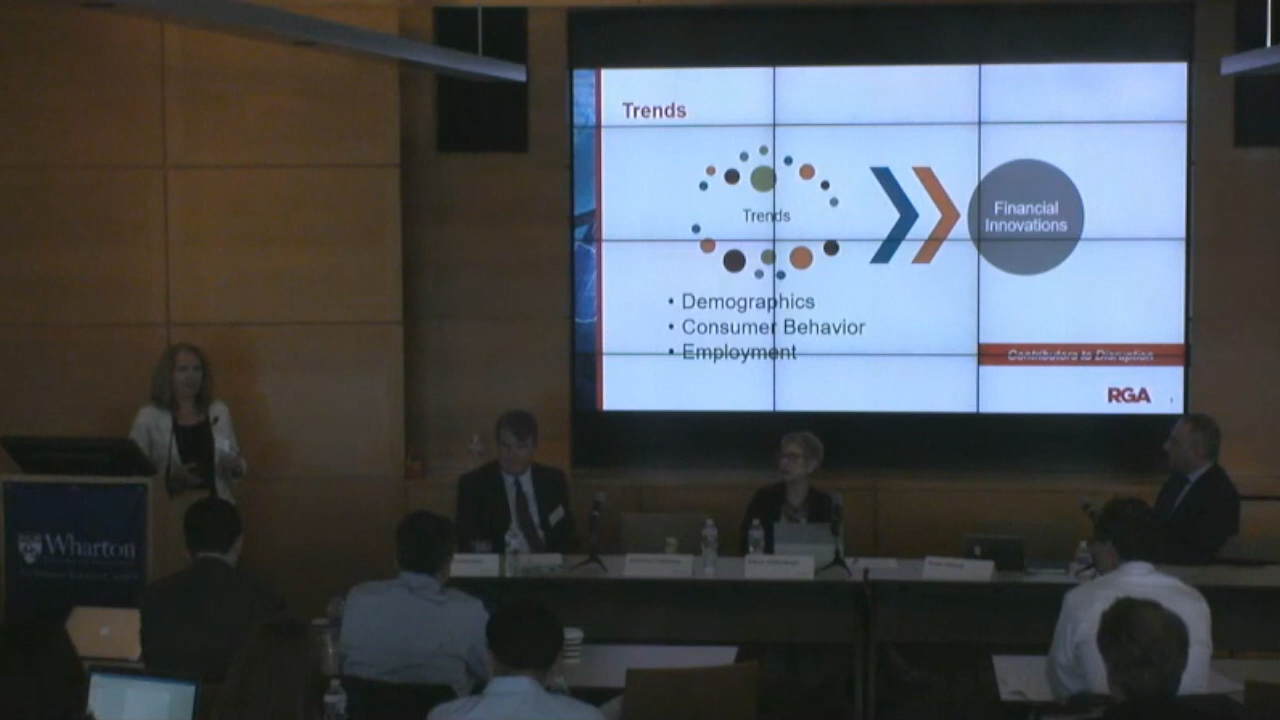 Trends
Trends
Financial
Innovations
• Demographics
• Consumer Behavior
• Employment
Contributors to Disruption
RGA
Wharton